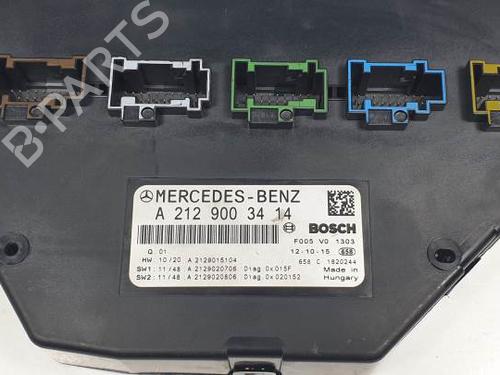 B-PARTS
MERCEDES-BENZ
A 212 900 34 14
BOSCH
Q: 01
F005 V0 1303
12-10-15 658
HW: 10/20 A 2129015104
658 C 1820244
SW1: 11/48 A 2129020706 Diag: 0x015F
Made in
SW2: 11/48 A 2129020806 Diag: 0x020152
Hungary